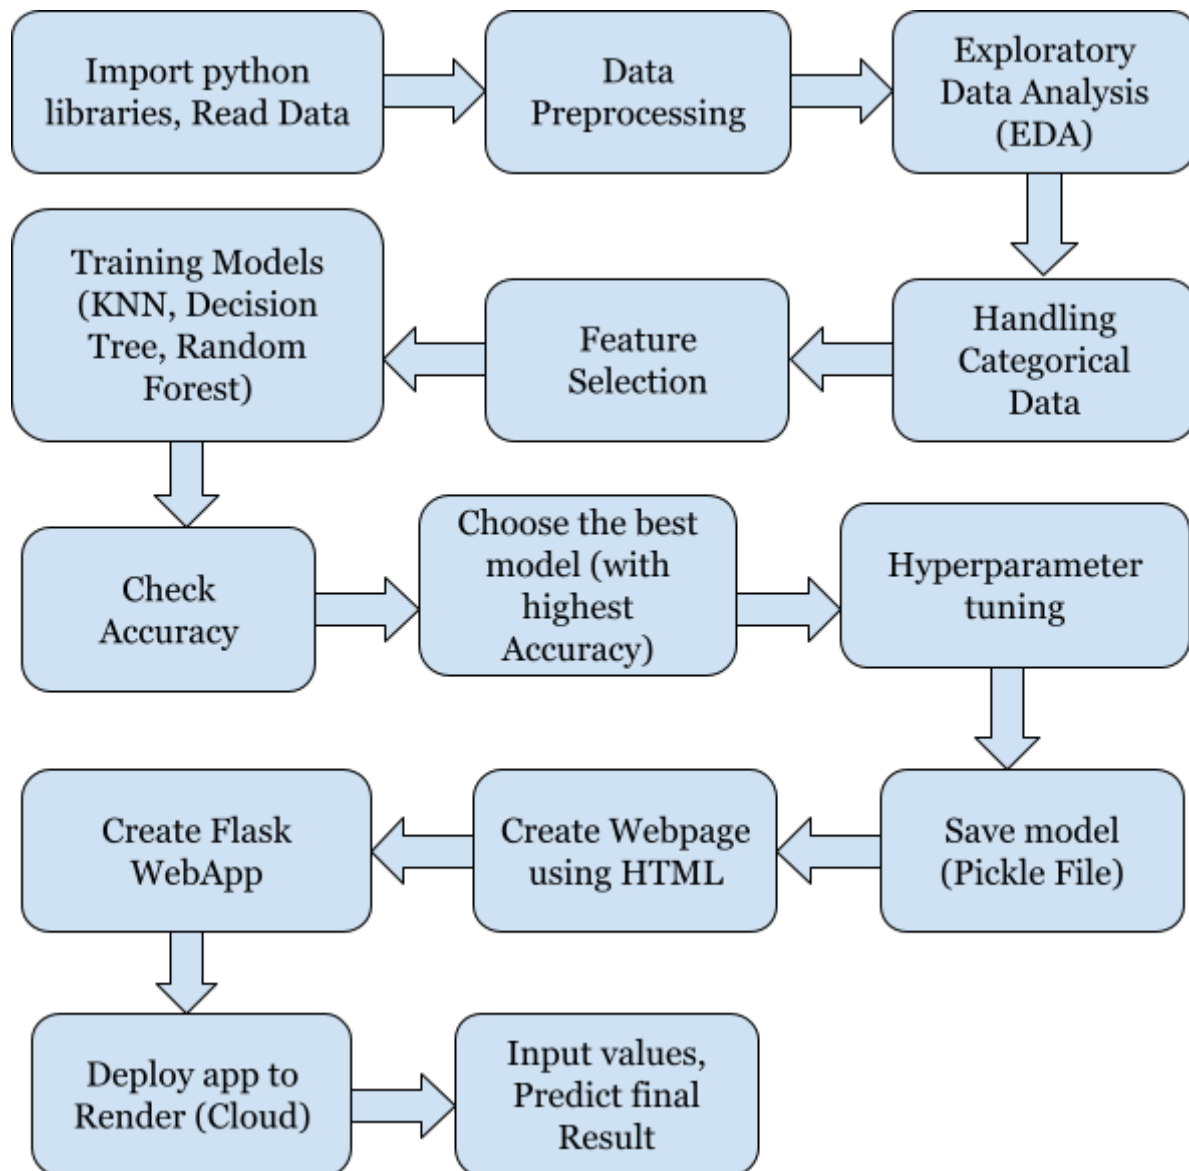 Import python
libraries, Read Data
Data
Preprocessing
Exploratory
Data Analysis
(EDA)
Handling
Categorical
Data
Feature
Selection
Training Models
(KNN, Decision
Tree, Random
Forest)
Check
Accuracy
Choose the best
model (with
highest
Accuracy)
Hyperparameter
tuning
Save model
(Pickle File)
Create Webpage
using HTML
Create Flask
WebApp
Deploy app to
Render (Cloud)
Input values,
Predict final
Result